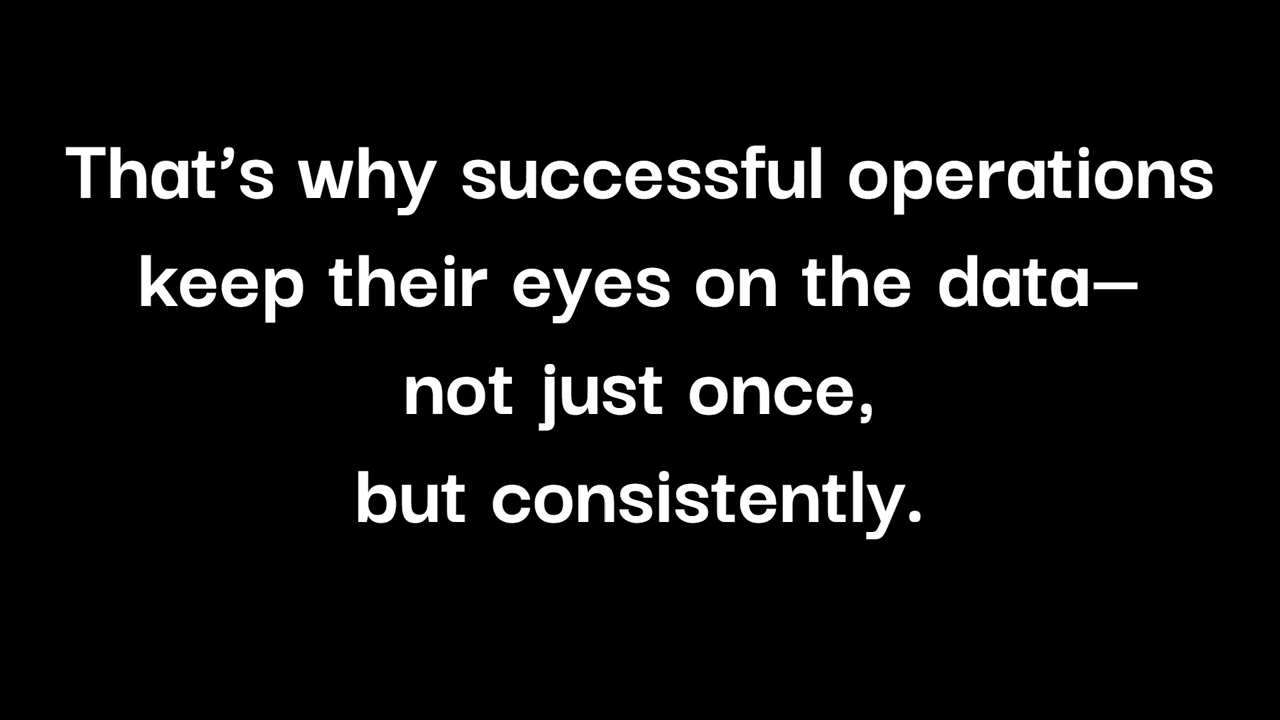 That’s why successful operations
keep their eyes on the data—
not just once,
but consistently.